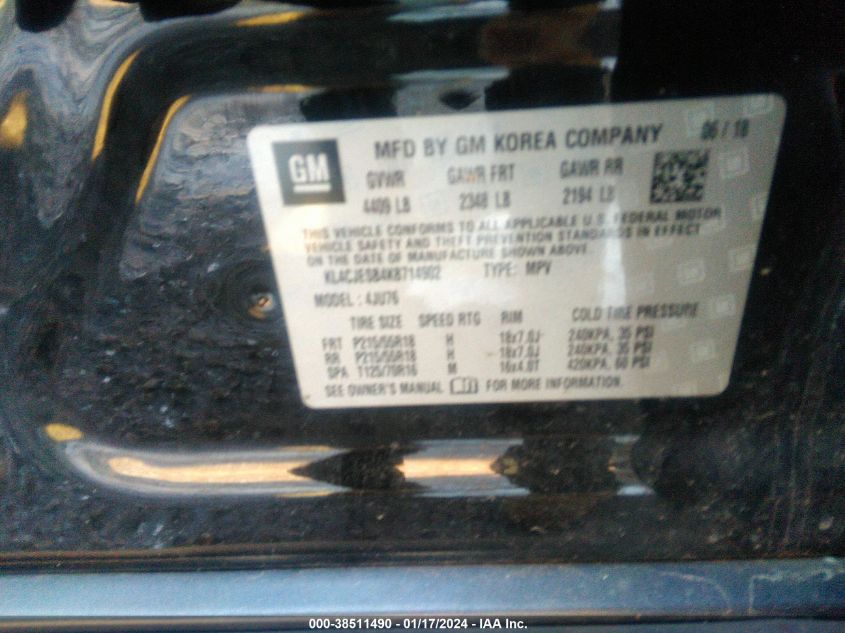 GM
MFD BY GM KOREA COMPANY 06 / 18
GVWR GAWR FRT GAWR RR
4409 LB 2348 LB 2194 LB
THIS VEHICLE CONFORMS TO ALL APPLICABLE U.S. FEDERAL MOTOR
VEHICLE SAFETY AND THEFT PREVENTION STANDARDS IN EFFECT
ON THE DATE OF MANUFACTURE SHOWN ABOVE.
KL4CJESB4KB714902 TYPE: MPV
MODEL : 4JU76
TIRE SIZE SPEED RTG RIM COLD TIRE PRESSURE
FRT P215/55R18 H 18x7.0J 240KPA, 35 PSI
RR P215/55R18 H 18x7.0J 240KPA, 35 PSI
SPA T125/70R16 M 16x4.0T 420KPA, 60 PSI
SEE OWNER'S MANUAL FOR MORE INFORMATION.
000-38511490 - 01/17/2024 - IAA Inc.